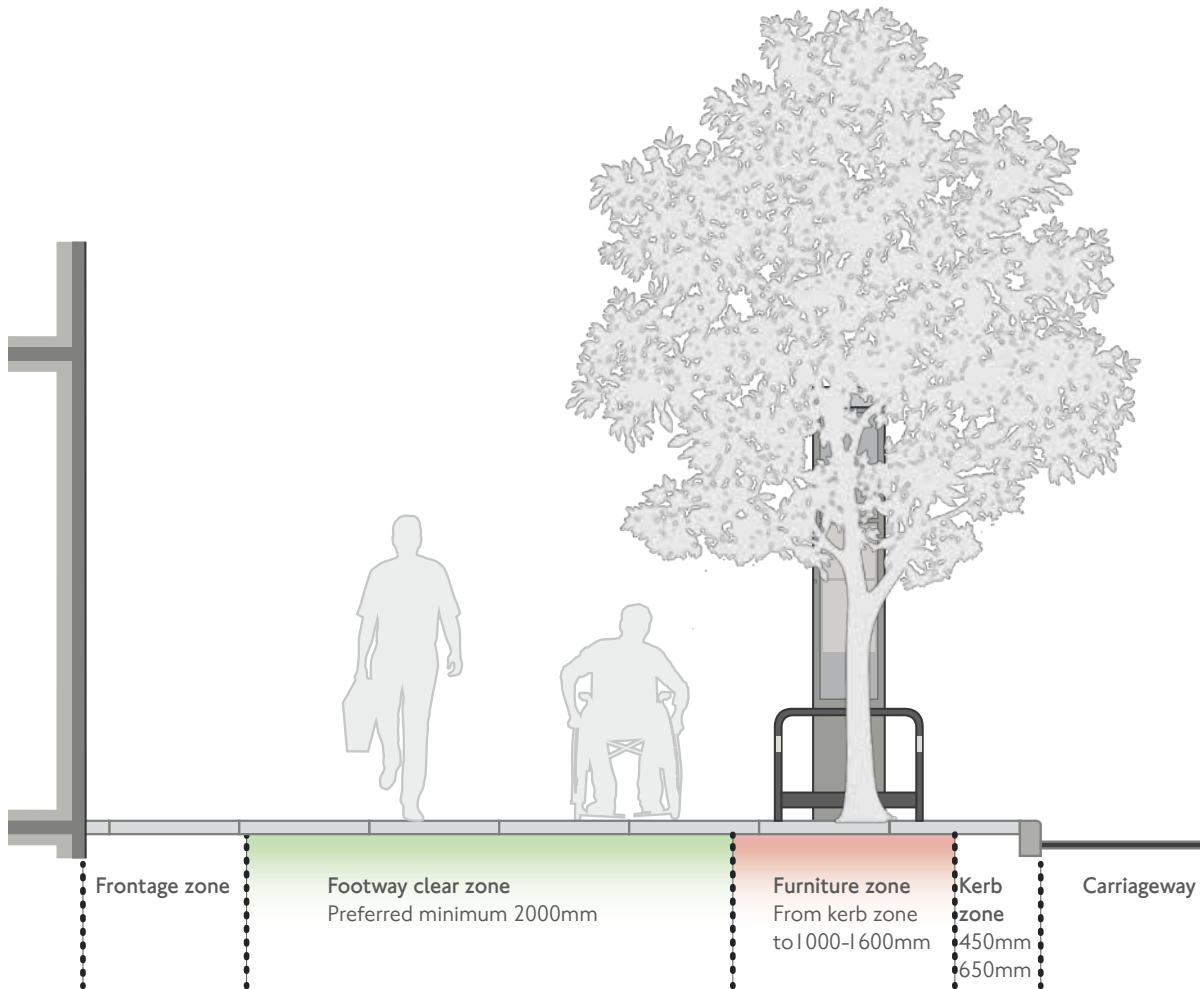 Frontage zone
Footway clear zone
Preferred minimum 2000mm
Furniture zone
From kerb zone
to1000-1600mm
Kerb
zone
450mm
650mm
Carriageway